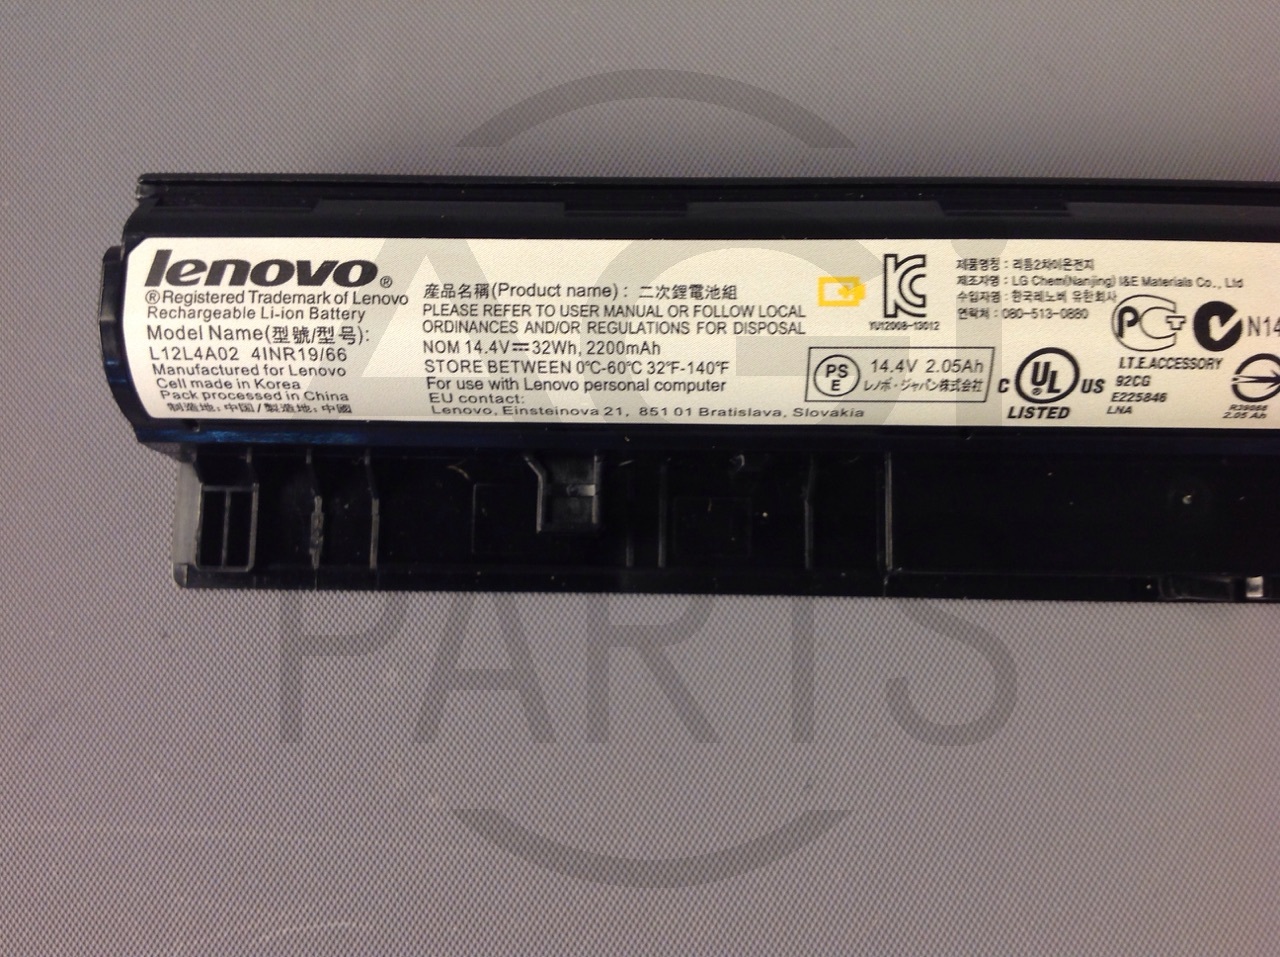 lenovo®
®Registered Trademark of Lenovo
Rechargeable Li-ion Battery
Model Name(型號/型号):
L12L4A02 4INR19/66
Manufactured for Lenovo
Cell made in Korea
Pack processed in China
制造地: 中国/製造地: 中國
產品名稱(Product name) : 二次鋰電池組
PLEASE REFER TO USER MANUAL OR FOLLOW LOCAL
ORDINANCES AND/OR REGULATIONS FOR DISPOSAL
NOM 14.4V⎓32Wh, 2200mAh
STORE BETWEEN 0℃-60℃ 32℉-140℉
For use with Lenovo personal computer
EU contact:
Lenovo, Einsteinova 21, 851 01 Bratislava, Slovakia
YU12008-13012
제품명칭 : 리튬2차이온전지
제조자명 : LG Chem(Nanjing) I&E Materials Co., Ltd
수입자명 : 한국레노버 유한회사
연락처 : 080-513-0880
PS
E
14.4V 2.05Ah
レノボ・ジャパン株式会社
C UL US
®
LISTED
I.T.E. ACCESSORY
92CG
E225846
LNA
PCT
N14
2.05 Ah
AGI
PARTS